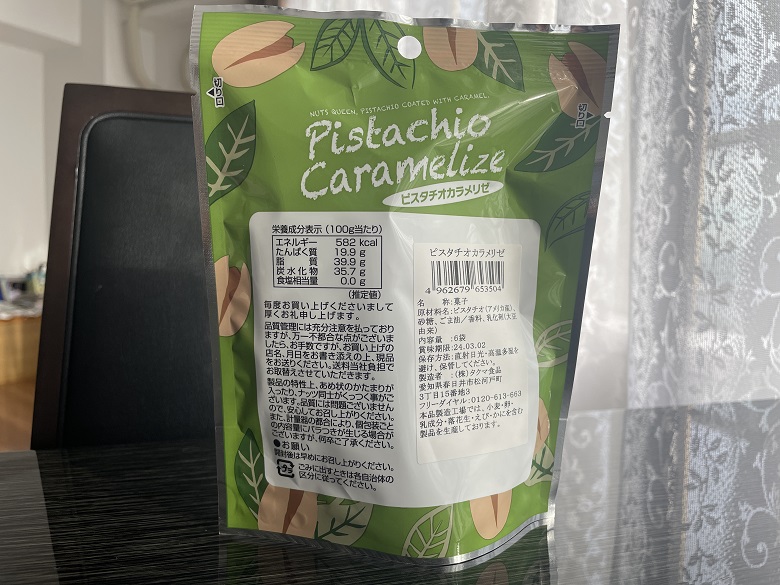 切り口
切り口
NUTS QUEEN, PISTACHIO COATED WITH CARAMEL.
Pistachio
Caramelize
ピスタチオカラメリゼ
栄養成分表示(100g当たり)
エネルギー 582 kcal
たんぱく質 19.9 g
脂質 39.9 g
炭水化物 35.7 g
食塩相当量 0.0 g
(推定値)
毎度お買い上げくださいまして
厚くお礼申し上げます。
品質管理には充分注意を払っており
ますが、万一不都合な点がございま
したら、お手数ですが、お買い上げの
店名、月日をお書き添えの上、現品
をお送りください。送料当社負担で
お取替えさせていただきます。
製品の特性上、あめ状のかたまりが
入ったり、ナッツ同士がくっつく事がご
ざいます。品質には問題ございません
ので、安心してお召し上がりください。
また、計量器の都合により、個包装ごと
の内容量にバラつきが生じる場合が
ございますが、何卒ご了承ください。
●お願い
開封後は早めにお召し上がりください。
プラ
ごみに出すときは各自治体の
区分に従ってください。
ピスタチオカラメリゼ
4 962679 653504
名称:菓子
原材料名:ピスタチオ(アメリカ産)、
砂糖、ごま油/香料、乳化剤(大豆
由来)
内容量:6袋
賞味期限:24.03.02
保存方法:直射日光・高温多湿を
避け、保管してください。
製造者:(株)タクマ食品
愛知県春日井市松河戸町
3丁目15番地3
フリーダイヤル:0120-613-663
本品製造工場では、小麦・卵・
乳成分・落花生・えび・かにを含む
製品を生産しております。